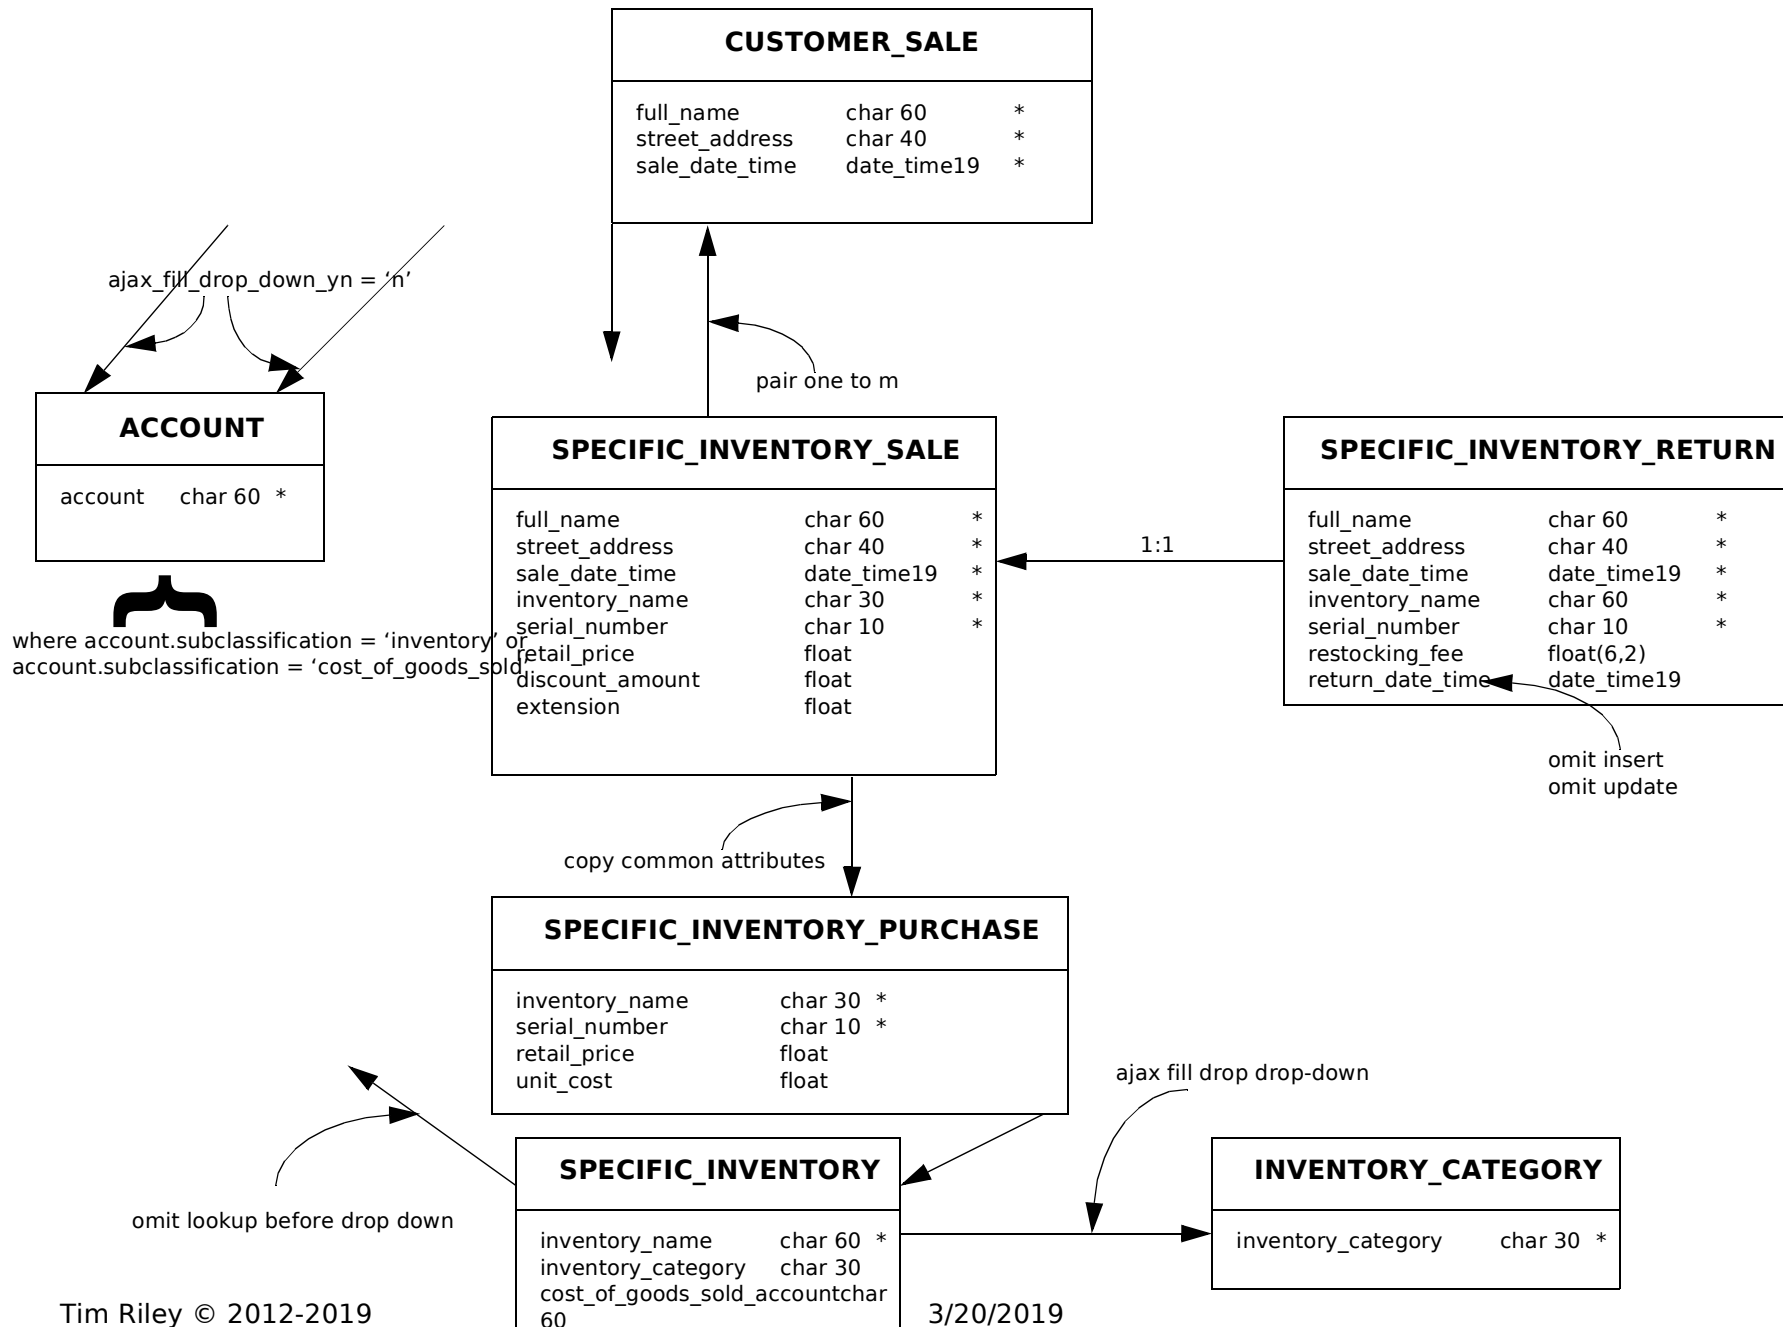 CUSTOMER_SALE
full_name char 60 *
street_address char 40 *
sale_date_time date_time19 *
ajax_fill_drop_down_yn = ‘n’
pair one to m
ACCOUNT
account char 60 *
where account.subclassification = ‘inventory’ or
account.subclassification = ‘cost_of_goods_sold’
SPECIFIC_INVENTORY_SALE
full_name char 60 *
street_address char 40 *
sale_date_time date_time19 *
inventory_name char 30 *
serial_number char 10 *
retail_price float
discount_amount float
extension float
1:1
SPECIFIC_INVENTORY_RETURN
full_name char 60 *
street_address char 40 *
sale_date_time date_time19 *
inventory_name char 60 *
serial_number char 10 *
restocking_fee float(6,2)
return_date_time date_time19
omit insert
omit update
copy common attributes
SPECIFIC_INVENTORY_PURCHASE
inventory_name char 30 *
serial_number char 10 *
retail_price float
unit_cost float
ajax fill drop drop-down
omit lookup before drop down
SPECIFIC_INVENTORY
inventory_name char 60 *
inventory_category char 30
cost_of_goods_sold_accountchar
60
INVENTORY_CATEGORY
inventory_category char 30 *
Tim Riley © 2012-2019
3/20/2019